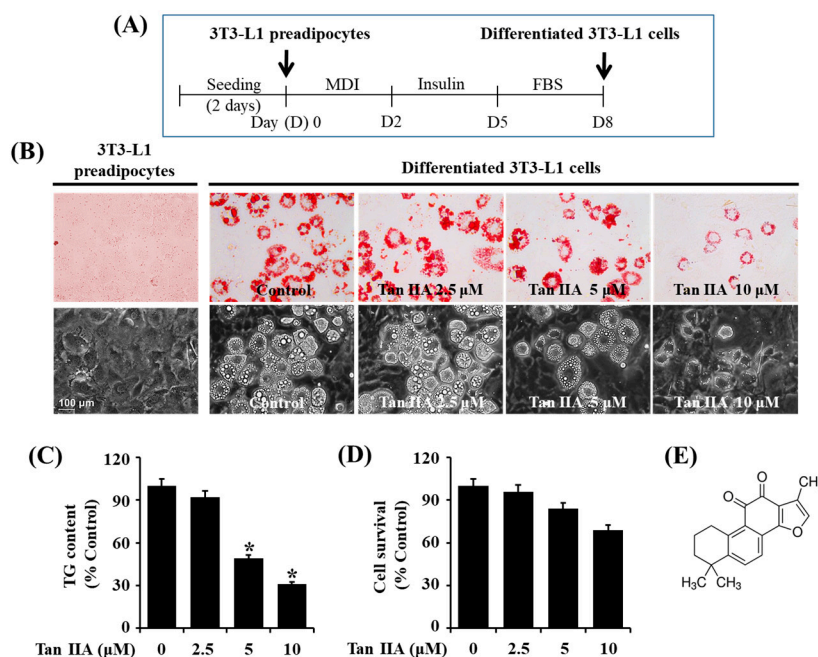 (A)
3T3-L1 preadipocytes
Differentiated 3T3-L1 cells
Seeding
(2 days)
MDI
Insulin
FBS
Day (D) 0
D2
D5
D8
(B)
3T3-L1
preadipocytes
Differentiated 3T3-L1 cells
Control
Tan IIA 2.5 μM
Tan IIA 5 μM
Tan IIA 10 μM
100 μm
Control
Tan IIA 2.5 μM
Tan IIA 5 μM
Tan IIA 10 μM
(C)
TG content
(% Control)
120
90
60
30
0
*
*
Tan IIA (μM)
0
2.5
5
10
(D)
Cell survival
(% Control)
120
90
60
30
0
0
2.5
5
10
(E)
O
O
CH
O
H₃C
CH₃